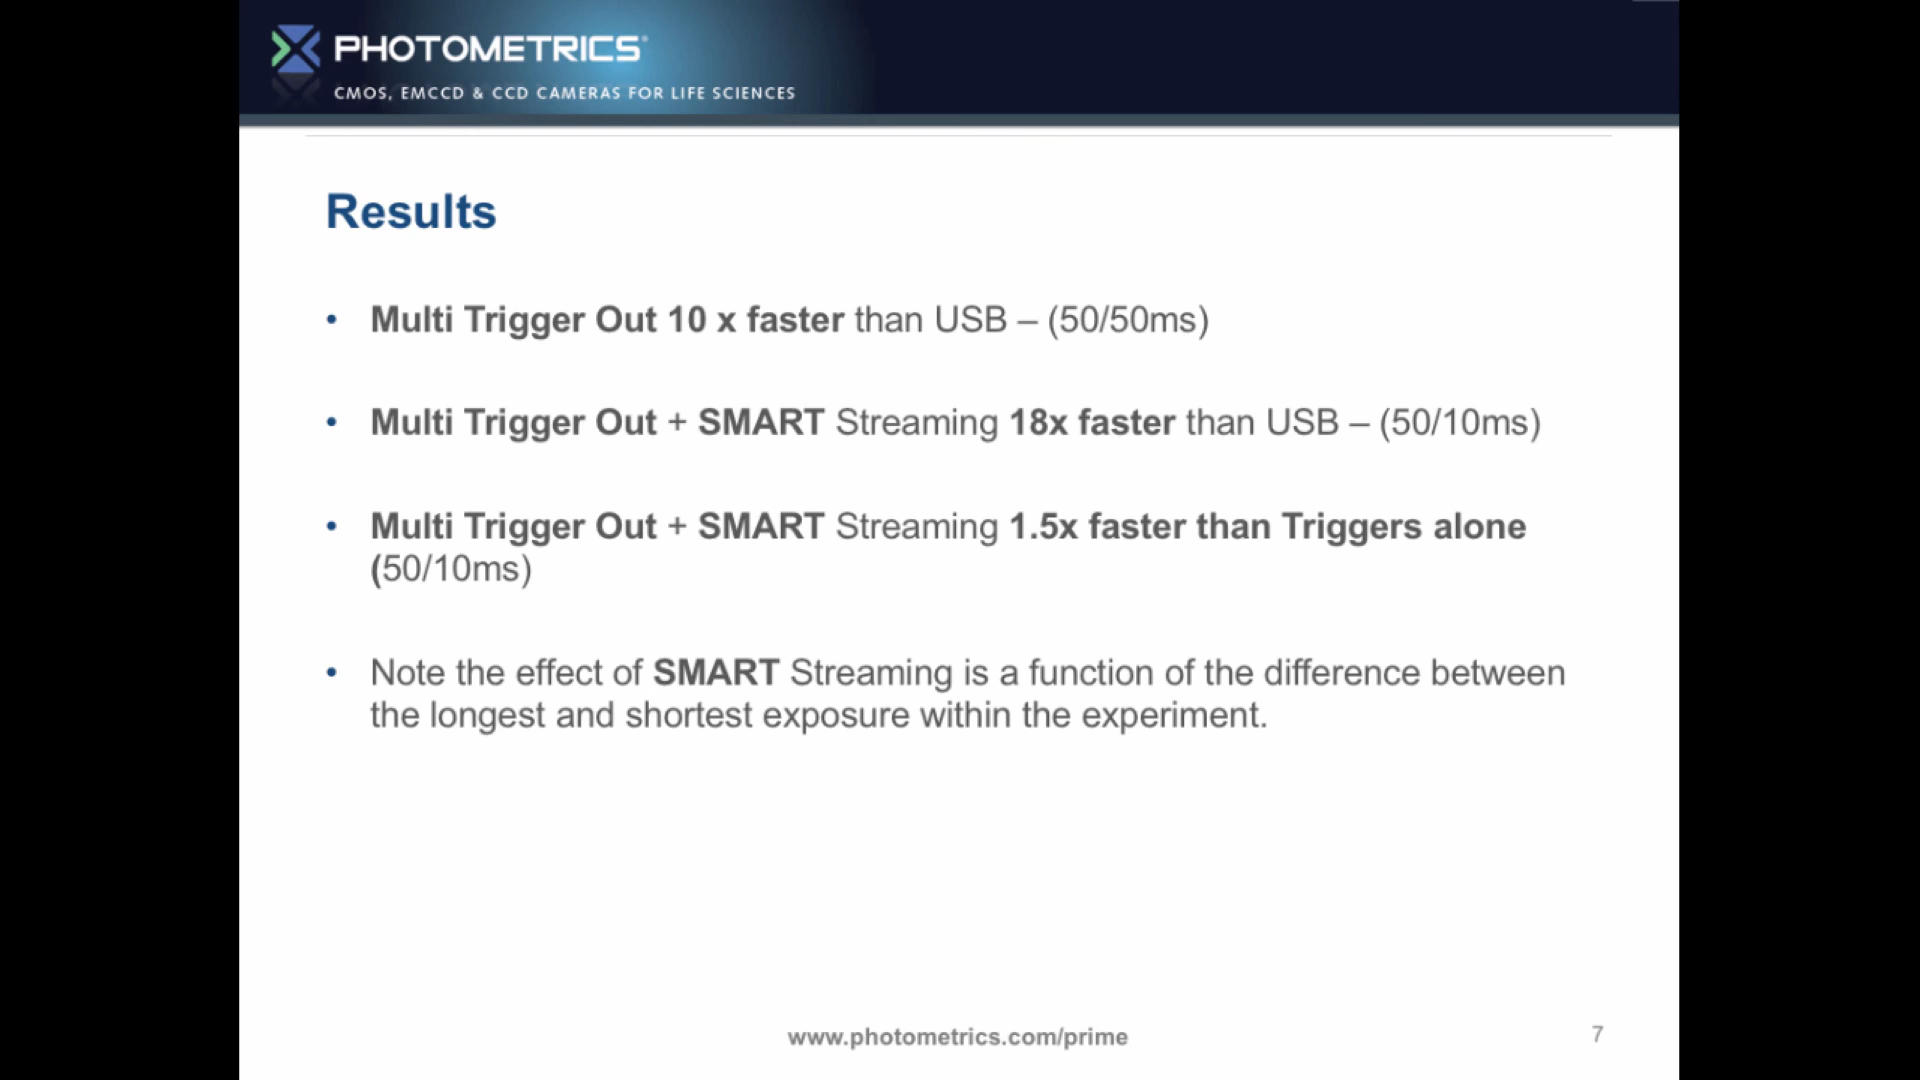 PHOTOMETRICS®
CMOS, EMCCD & CCD CAMERAS FOR LIFE SCIENCES
Results
• Multi Trigger Out 10 x faster than USB – (50/50ms)
• Multi Trigger Out + SMART Streaming 18x faster than USB – (50/10ms)
• Multi Trigger Out + SMART Streaming 1.5x faster than Triggers alone
(50/10ms)
• Note the effect of SMART Streaming is a function of the difference between
the longest and shortest exposure within the experiment.
www.photometrics.com/prime
7